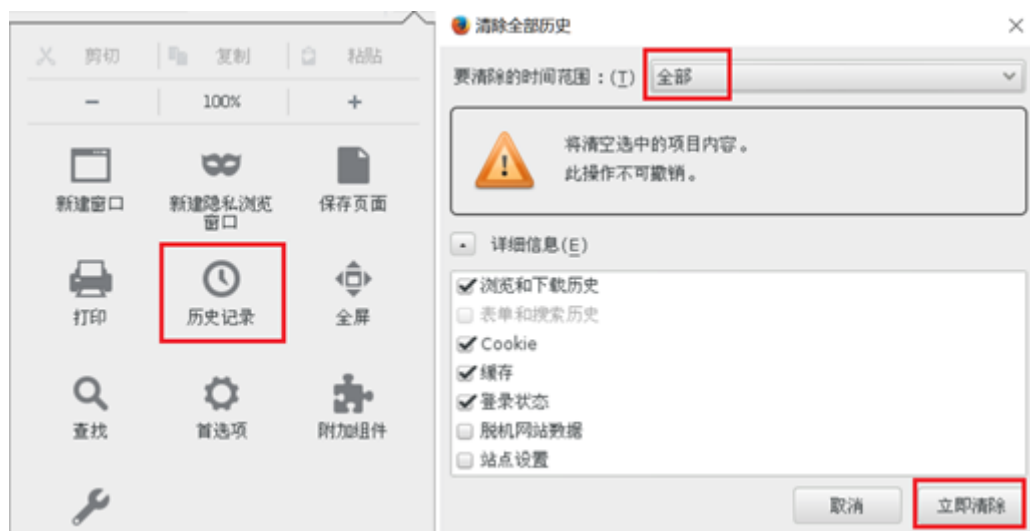 剪切 复制 粘贴
− 100% +
新建窗口 新建隐私浏览 保存页面
窗口
打印 历史记录 全屏
查找 首选项 附加组件
清除全部历史
要清除的时间范围：(T) 全部
将清空选中的项目内容。
此操作不可撤销。
详细信息(E)
浏览和下载历史
表单和搜索历史
Cookie
缓存
登录状态
脱机网站数据
站点设置
取消 立即清除